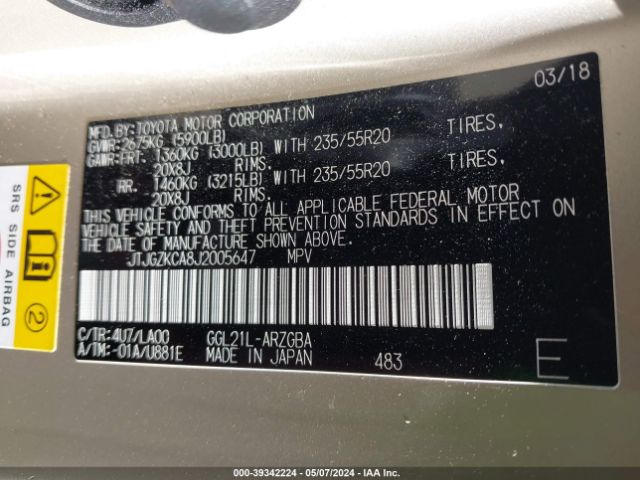 03/18
MFD.BY:TOYOTA MOTOR CORPORATION
GVWR:2675KG (5900LB)
GAWR:FRT. 1360KG (3000LB) WITH 235/55R20 TIRES,
20X8J RIMS.
RR. 1460KG (3215LB) WITH 235/55R20 TIRES,
20X8J RIMS.
THIS VEHICLE CONFORMS TO ALL APPLICABLE FEDERAL MOTOR
VEHICLE SAFETY AND THEFT PREVENTION STANDARDS IN EFFECT ON
THE DATE OF MANUFACTURE SHOWN ABOVE.
JTJGZKCA8J2005647 MPV
C/TR:4U7/LA00 GGL21L-ARZGBA
A/TM:-01A/U881E MADE IN JAPAN 483
E
SRS SIDE AIRBAG
2
000-39342224 - 05/07/2024 - IAA Inc.